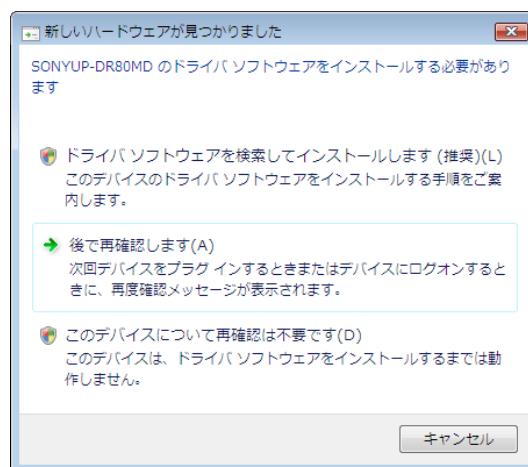 新しいハードウェアが見つかりました
SONYUP-DR80MD のドライバ ソフトウェアをインストールする必要があり
ます
ドライバ ソフトウェアを検索してインストールします (推奨)(L)
このデバイスのドライバ ソフトウェアをインストールする手順をご案
内します。
後で再確認します(A)
次回デバイスをプラグ インするときまたはデバイスにログオンすると
きに、再度確認メッセージが表示されます。
このデバイスについて再確認は不要です(D)
このデバイスは、ドライバ ソフトウェアをインストールするまでは動
作しません。
キャンセル